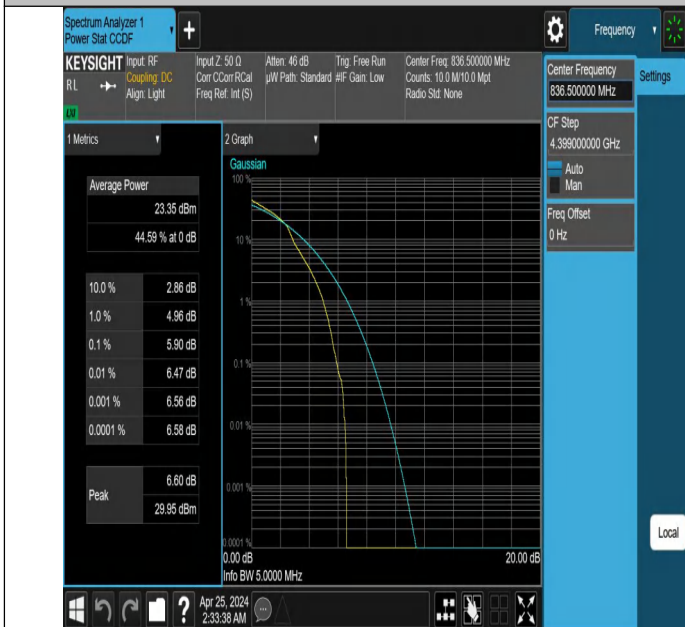 Spectrum Analyzer 1
Power Stat CCDF
Frequency
KEYSIGHT
RL
LXI
Input: RF
Coupling: DC
Align: Light
Input Z: 50 Ω
Corr CCorr RCal
Freq Ref: Int (S)
Atten: 46 dB
µW Path: Standard
Trig: Free Run
#IF Gain: Low
Center Freq: 836.500000 MHz
Counts: 10.0 M/10.0 Mpt
Radio Std: None
Center Frequency
836.500000 MHz
Settings
CF Step
4.399000000 GHz
Auto
Man
Freq Offset
0 Hz
1 Metrics
Average Power
23.35 dBm
44.59 % at 0 dB
10.0 % 2.86 dB
1.0 % 4.96 dB
0.1 % 5.90 dB
0.01 % 6.47 dB
0.001 % 6.56 dB
0.0001 % 6.58 dB
Peak 6.60 dB
29.95 dBm
2 Graph
Gaussian
100 %
10 %
1 %
0.1 %
0.01 %
0.001 %
0.0001 %
0.00 dB 20.00 dB
Info BW 5.0000 MHz
Local
?
Apr 25, 2024
2:33:38 AM